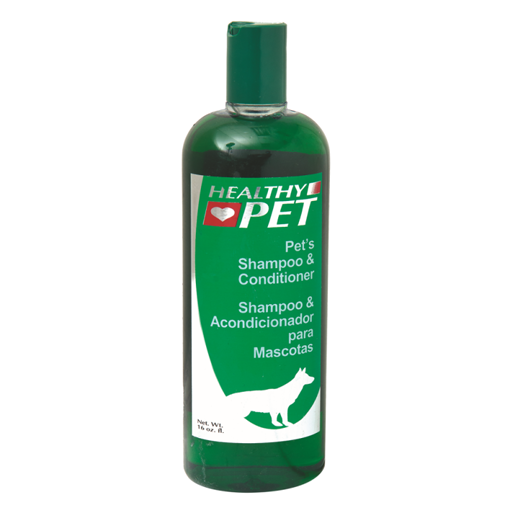 HEALTHY
PET
Pet's
Shampoo &
Conditioner
Shampoo &
Acondicionador
para
Mascotas
Net. Wt.
16 oz. fl.